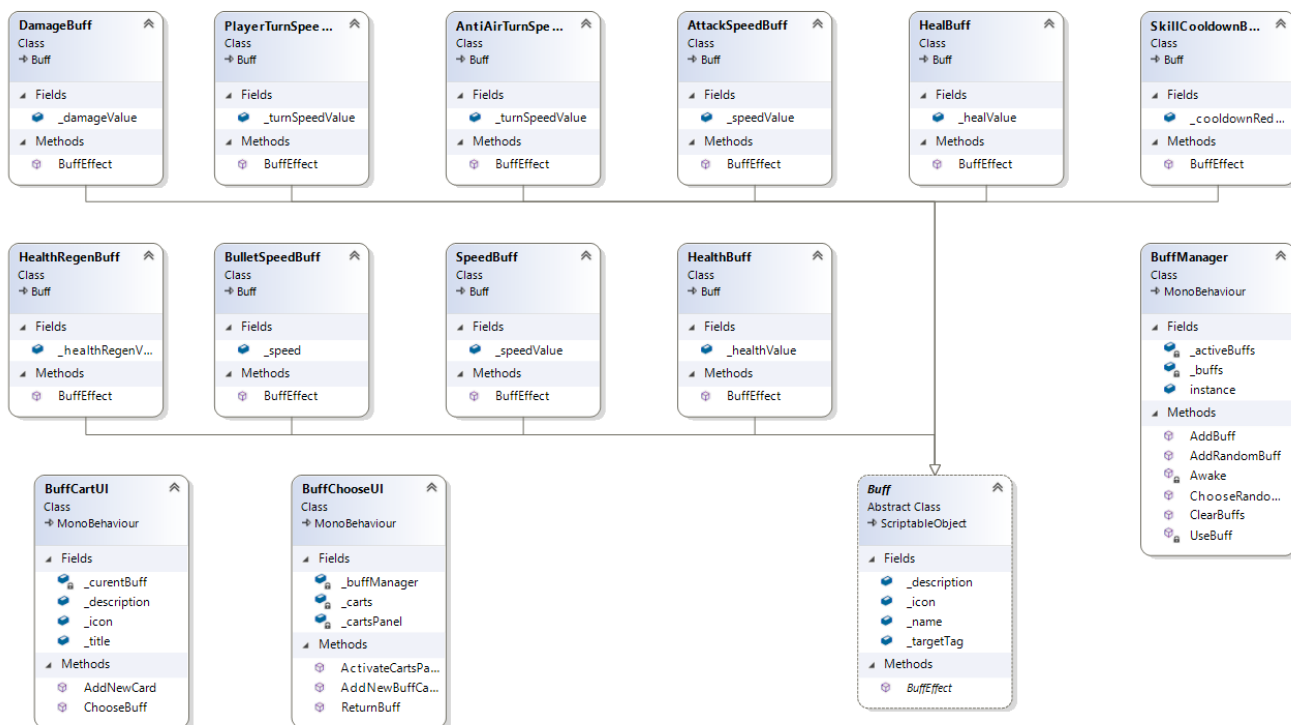 DamageBuff
Class
Buff
Fields
_damageValue
Methods
BuffEffect
PlayerTurnSpee ...
Class
Buff
Fields
_turnSpeedValue
Methods
BuffEffect
AntiAirTurnSpe ...
Class
Buff
Fields
_turnSpeedValue
Methods
BuffEffect
AttackSpeedBuff
Class
Buff
Fields
_speedValue
Methods
BuffEffect
HealBuff
Class
Buff
Fields
_healValue
Methods
BuffEffect
SkillCooldownB...
Class
Buff
Fields
_cooldownRed ...
Methods
BuffEffect
HealthRegenBuff
Class
Buff
Fields
_healthRegenV...
Methods
BuffEffect
BulletSpeedBuff
Class
Buff
Fields
_speed
Methods
BuffEffect
SpeedBuff
Class
Buff
Fields
_speedValue
Methods
BuffEffect
HealthBuff
Class
Buff
Fields
_healthValue
Methods
BuffEffect
BuffManager
Class
MonoBehaviour
Fields
_activeBuffs
_buffs
instance
Methods
AddBuff
AddRandomBuff
Awake
ChooseRando...
ClearBuffs
UseBuff
BuffCartUI
Class
MonoBehaviour
Fields
_curentBuff
_description
_icon
_title
Methods
AddNewCard
ChooseBuff
BuffChooseUI
Class
MonoBehaviour
Fields
_buffManager
_carts
_cartsPanel
Methods
ActivateCartsPa...
AddNewBuffCa...
ReturnBuff
Buff
Abstract Class
ScriptableObject
Fields
_description
_icon
_name
_targetTag
Methods
BuffEffect